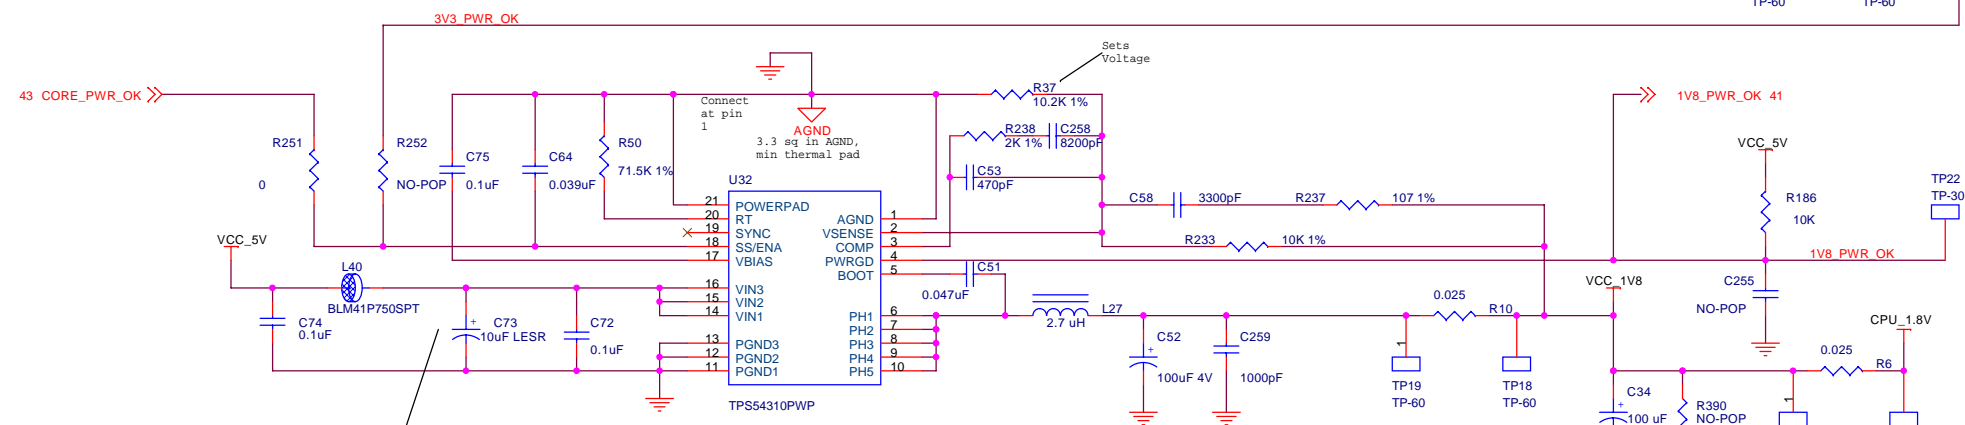 TP-60 TP-60
3V3_PWR_OK
Sets
Voltage
43 CORE_PWR_OK
Connect
at pin
1
R37
10.2K 1%
1V8_PWR_OK 41
AGND
3.3 sq in AGND,
min thermal pad
R238 C258
2K 1% 8200pF
R251
0
R252
NO-POP
C75
0.1uF
C64
0.039uF
R50
71.5K 1%
C53
470pF
VCC_5V
U32
TP22
TP-30
R186
10K
C58 3300pF R237 107 1%
21 POWERPAD
20 RT
19 SYNC
18 SS/ENA
17 VBIAS
16 VIN3
15 VIN2
14 VIN1
13 PGND3
12 PGND2
11 PGND1
AGND 1
VSENSE 2
COMP 3
PWRGD 4
BOOT 5
PH1 6
PH2 7
PH3 8
PH4 9
PH5 10
TPS54310PWP
R233 10K 1%
1V8_PWR_OK
VCC_5V
L40
BLM41P750SPT
C74
0.1uF
+
C73
10uF LESR
C72
0.1uF
C51
0.047uF
L27
2.7 uH
0.025
R10
VCC_1V8
C255
NO-POP
CPU_1.8V
+
C52
100uF 4V
C259
1000pF
1
TP19
TP-60
TP18
TP-60
0.025
R6
C34
+
100 uF
R390
NO-POP
1